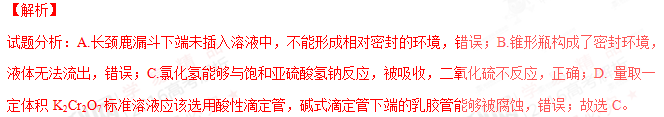 【解析】
试题分析：A.长颈鹿漏斗下端未插入溶液中，不能形成相对密封的环境，错误；B.锥形瓶构成了密封环境，
液体无法流出，错误；C.氯化氢能够与饱和亚硫酸氢钠反应，被吸收，二氧化硫不反应，正确；D. 量取一
定体积 K2Cr2O7 标准溶液应该选用酸性滴定管，碱式滴定管下端的乳胶管能够被腐蚀，错误；故选 C。